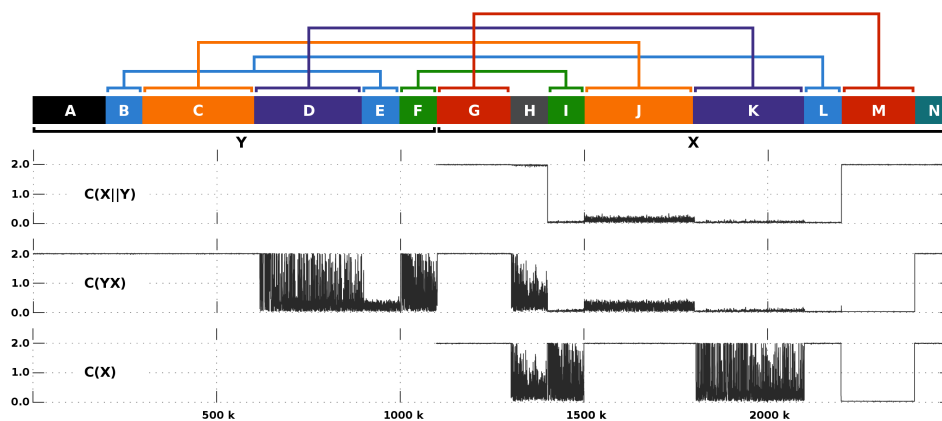 A B C D E F G H I J K L M N
Y X
2.0
1.0 C(X||Y)
0.0
2.0
1.0 C(YX)
0.0
2.0
1.0 C(X)
0.0
500 k 1000 k 1500 k 2000 k